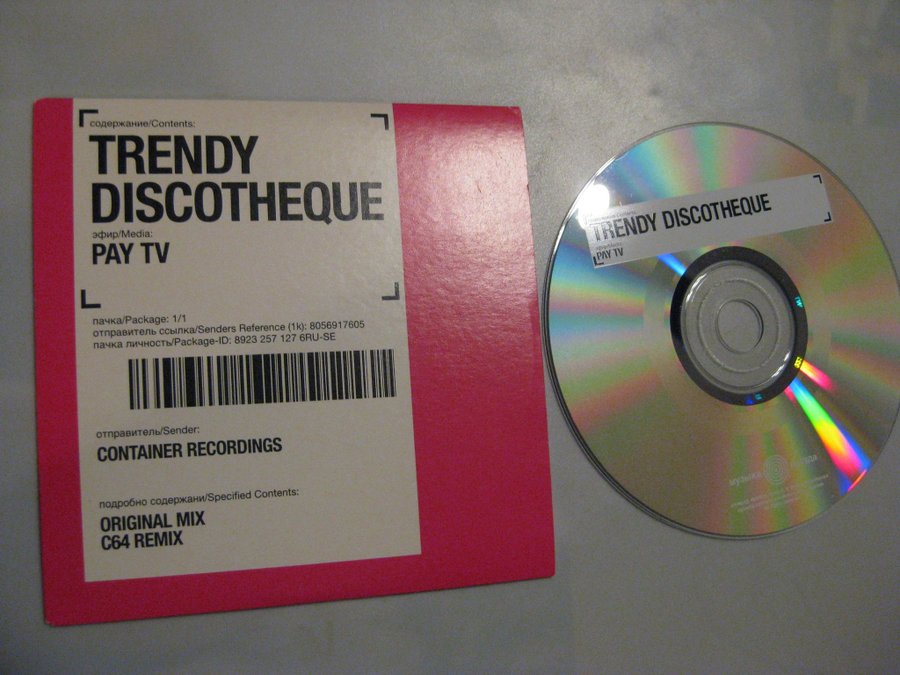 содержание/Contents:
TRENDY
DISCOTHEQUE
эфир/Media:
PAY TV
пачка/Package: 1/1
отправитель ссылка/Senders Reference (1k): 8056917605
пачка личность/Package-ID: 8923 257 127 6RU-SE
отправитель/Sender:
CONTAINER RECORDINGS
подробно содержани/Specified Contents:
ORIGINAL MIX
C64 REMIX
TRENDY DISCOTHEQUE
PAY TV
музыка